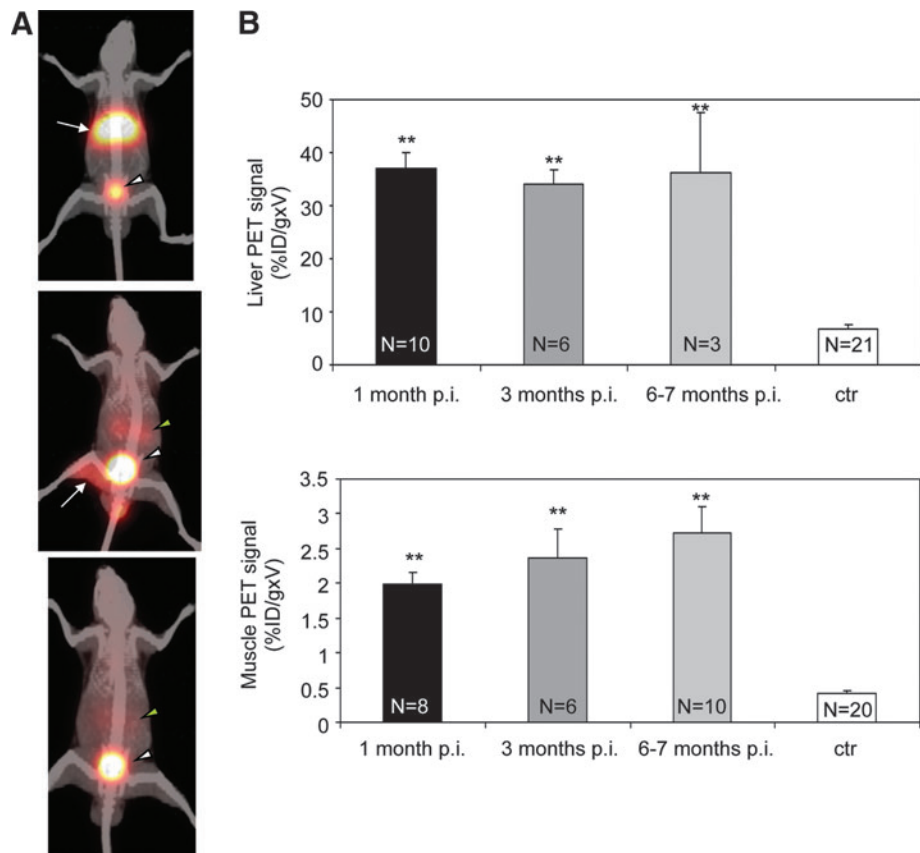 A
B
Liver PET signal
(%ID/gxV)
50
40
30
20
10
0
**
**
**
N=10
N=6
N=3
N=21
1 month p.i.
3 months p.i.
6-7 months p.i.
ctr
Muscle PET signal
(%ID/gxV)
3.5
3
2.5
2
1.5
1
0.5
0
**
**
**
N=8
N=6
N=10
N=20
1 month p.i.
3 months p.i.
6-7 months p.i.
ctr